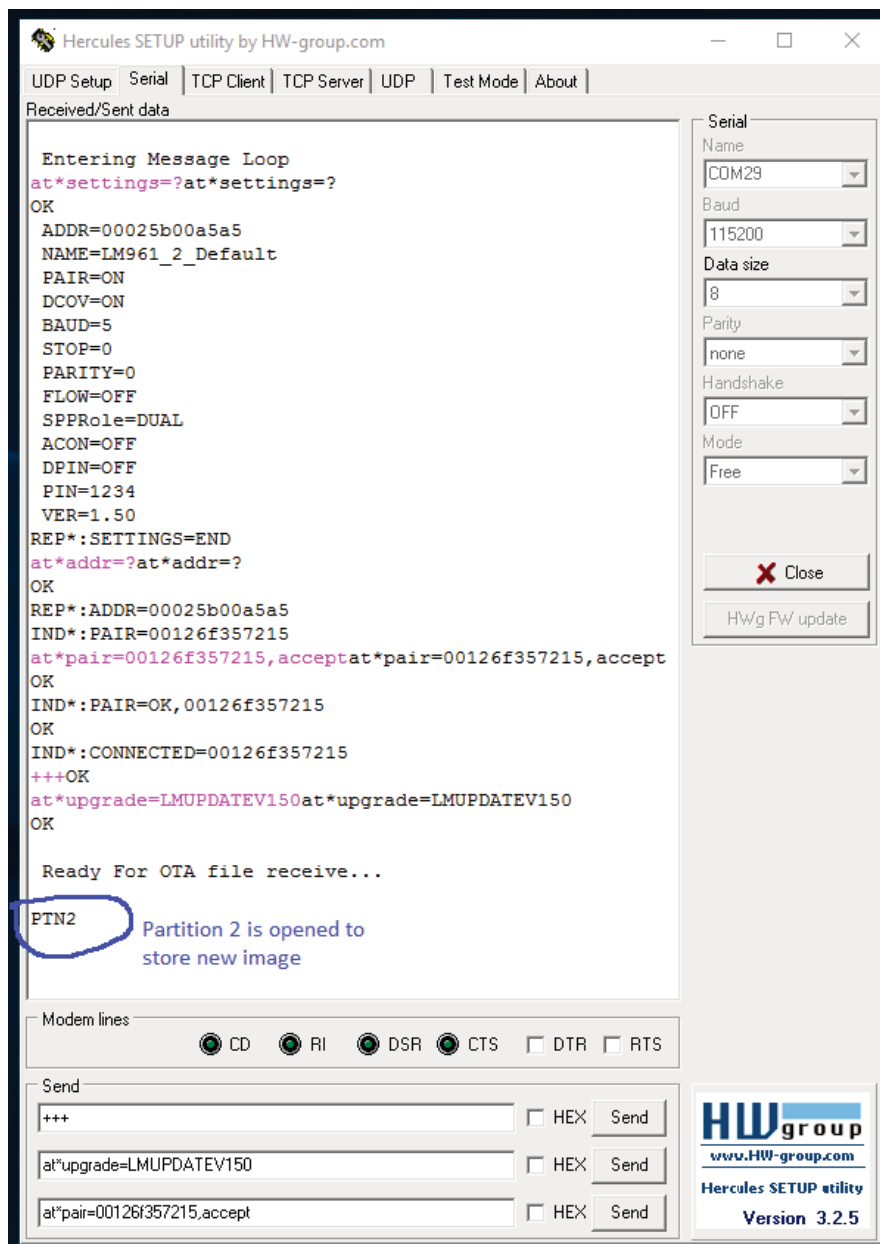 Hercules SETUP utility by HW-group.com
UDP Setup Serial TCP Client TCP Server UDP Test Mode About
Received/Sent data
Entering Message Loop
at*settings=?at*settings=?
OK
ADDR=00025b00a5a5
NAME=LM961_2_Default
PAIR=ON
DCOV=ON
BAUD=5
STOP=0
PARITY=0
FLOW=OFF
SPPRole=DUAL
ACON=OFF
DPIN=OFF
PIN=1234
VER=1.50
REP*:SETTINGS=END
at*addr=?at*addr=?
OK
REP*:ADDR=00025b00a5a5
IND*:PAIR=00126f357215
at*pair=00126f357215,acceptat*pair=00126f357215,accept
OK
IND*:PAIR=OK,00126f357215
OK
IND*:CONNECTED=00126f357215
+++OK
at*upgrade=LMUPDATEV150at*upgrade=LMUPDATEV150
OK
Ready For OTA file receive...
PTN2
Partition 2 is opened to
store new image
Serial
Name
COM29
Baud
115200
Data size
8
Parity
none
Handshake
OFF
Mode
Free
Close
HWg FW update
Modem lines
CD RI DSR CTS DTR RTS
Send
+++ HEX Send
at*upgrade=LMUPDATEV150 HEX Send
at*pair=00126f357215,accept HEX Send
HW group
www.HW-group.com
Hercules SETUP utility
Version 3.2.5